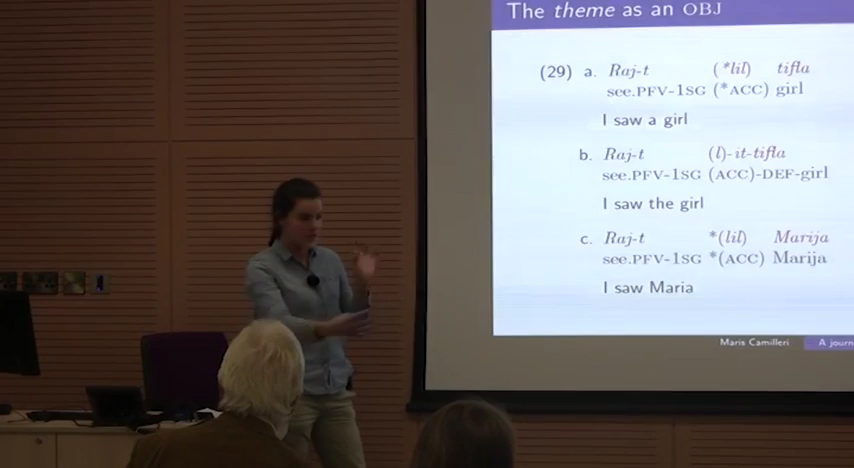 The theme as an OBJ
(29) a. Raj-t (*lil) tifla
see.PFV-1SG (*ACC) girl
I saw a girl
b. Raj-t (l)-it-tifla
see.PFV-1SG (ACC)-DEF-girl
I saw the girl
c. Raj-t *(lil) Marija
see.PFV-1SG *(ACC) Marija
I saw Maria
Maris Camilleri A journ